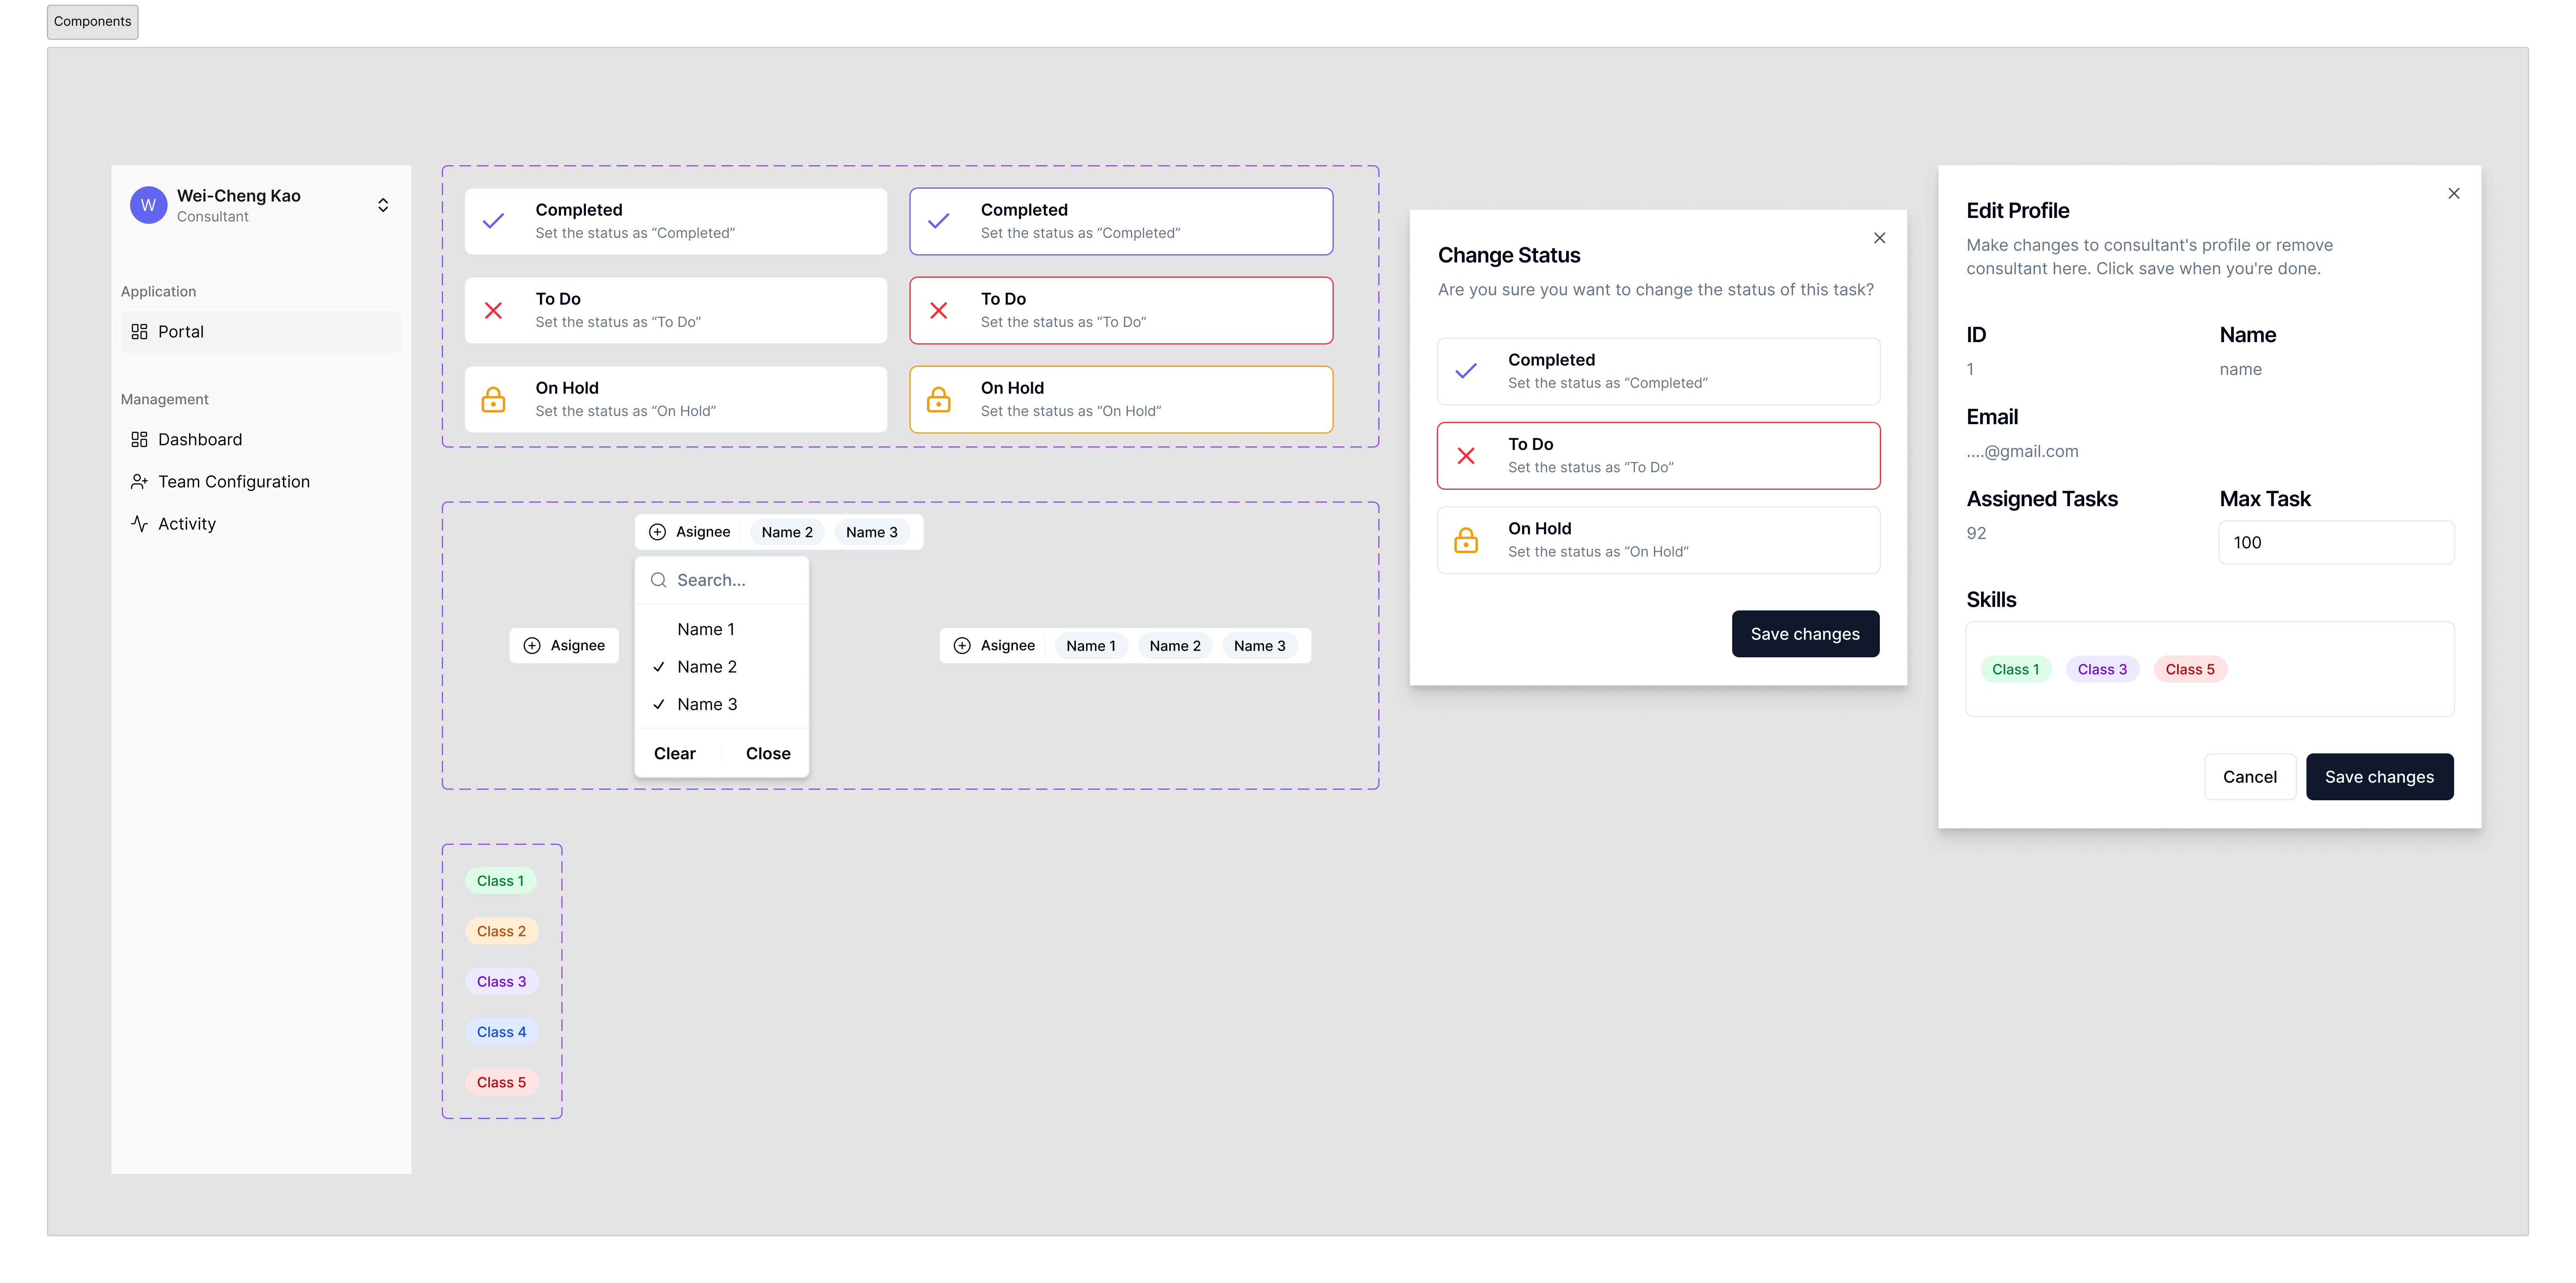 Components
W
Wei-Cheng Kao
Consultant
Application
Portal
Management
Dashboard
Team Configuration
Activity
Completed
Set the status as “Completed”
Completed
Set the status as “Completed”
To Do
Set the status as “To Do”
To Do
Set the status as “To Do”
On Hold
Set the status as “On Hold”
On Hold
Set the status as “On Hold”
Asignee Name 2 Name 3
Search...
Name 1
Name 2
Name 3
Clear Close
Asignee
Asignee Name 1 Name 2 Name 3
Class 1
Class 2
Class 3
Class 4
Class 5
Change Status
Are you sure you want to change the status of this task?
Completed
Set the status as “Completed”
To Do
Set the status as “To Do”
On Hold
Set the status as “On Hold”
Save changes
Edit Profile
Make changes to consultant's profile or remove
consultant here. Click save when you're done.
ID Name
1 name
Email
....@gmail.com
Assigned Tasks Max Task
92 100
Skills
Class 1 Class 3 Class 5
Cancel Save changes